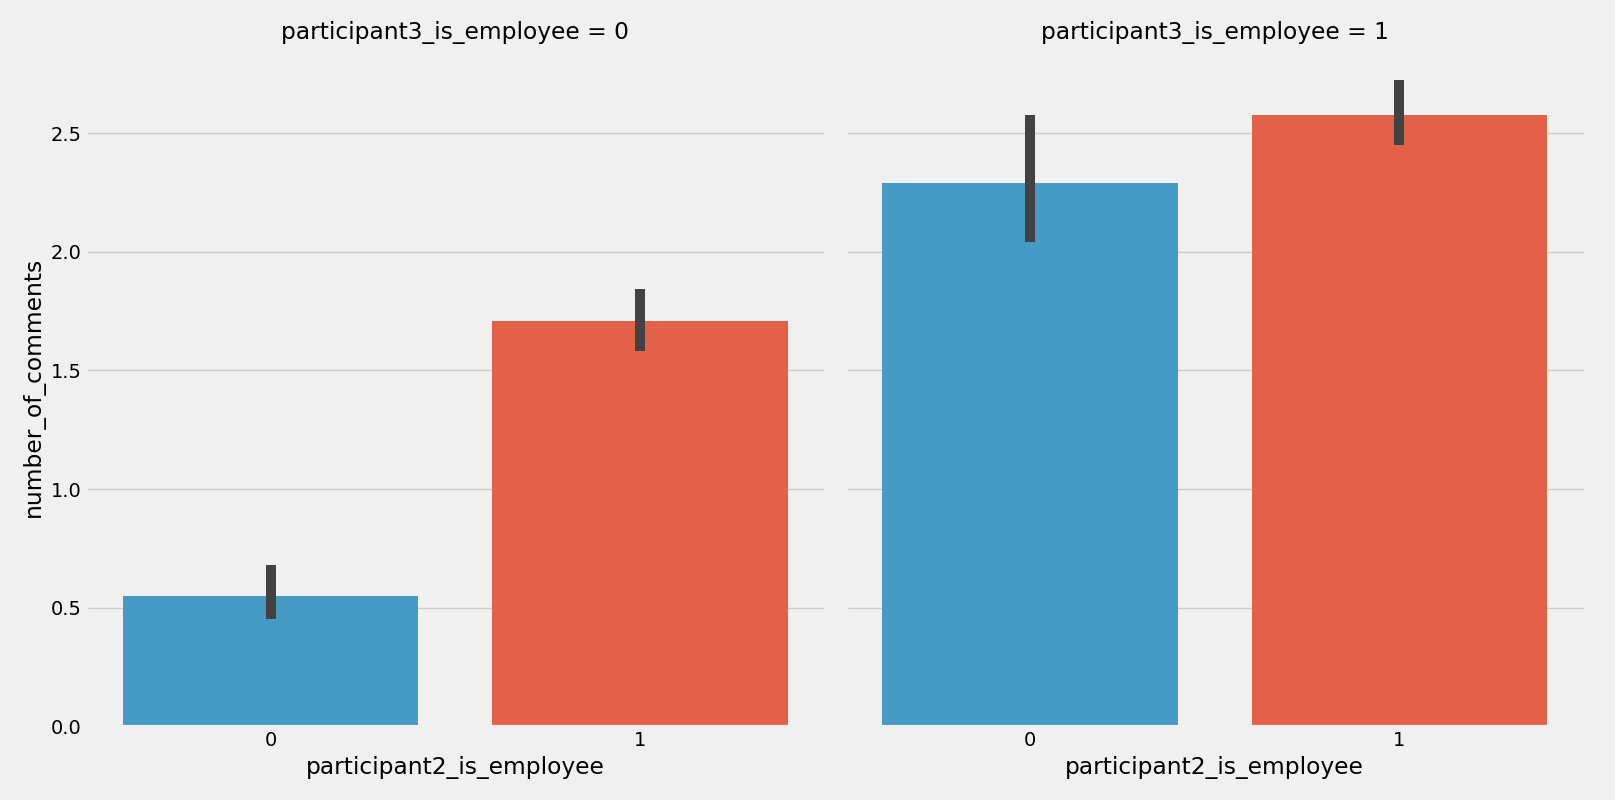 participant3_is_employee = 0
participant3_is_employee = 1
number_of_comments
2.5
2.0
1.5
1.0
0.5
0.0
0 1
0 1
participant2_is_employee
participant2_is_employee